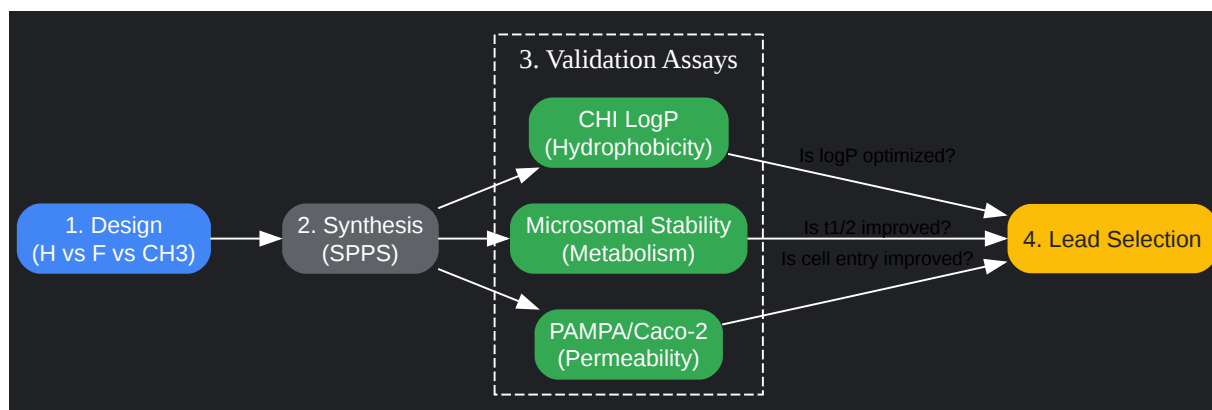 3. Validation Assays
CHI LogP
(Hydrophobicity)
Is logP optimized?
1. Design
(H vs F vs CH3)
2. Synthesis
(SPPS)
Microsomal Stability
(Metabolism)
Is t1/2 improved?
Is cell entry improved?
4. Lead Selection
PAMPA/Caco-2
(Permeability)